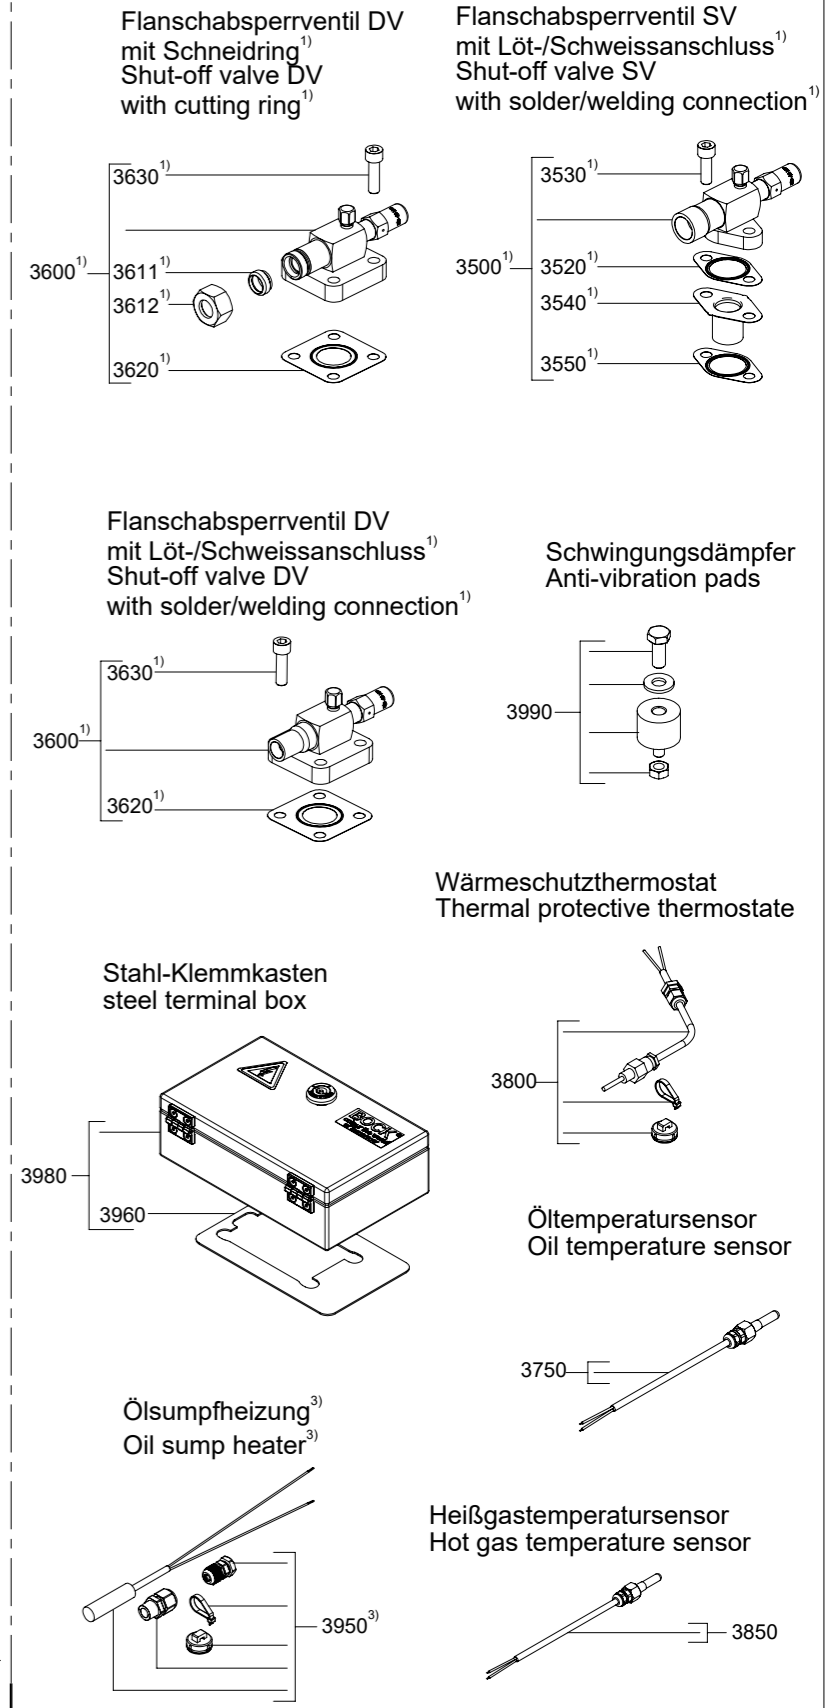 Flanschabsperrventil DV
mit Schneidring1)
Shut-off valve DV
with cutting ring1)
36301)
36001)
36111)
36121)
36201)
Flanschabsperrventil SV
mit Löt-/Schweissanschluss1)
Shut-off valve SV
with solder/welding connection1)
35301)
35001)
35201)
35401)
35501)
Flanschabsperrventil DV
mit Löt-/Schweissanschluss1)
Shut-off valve DV
with solder/welding connection1)
36301)
36001)
36201)
Schwingungsdämpfer
Anti-vibration pads
3990
Wärmeschutzthermostat
Thermal protective thermostate
3800
Stahl-Klemmkasten
steel terminal box
BOCK
3980
3960
Öltemperatursensor
Oil temperature sensor
3750
Ölsumpfheizung3)
Oil sump heater3)
39503)
Heißgastemperatursensor
Hot gas temperature sensor
3850